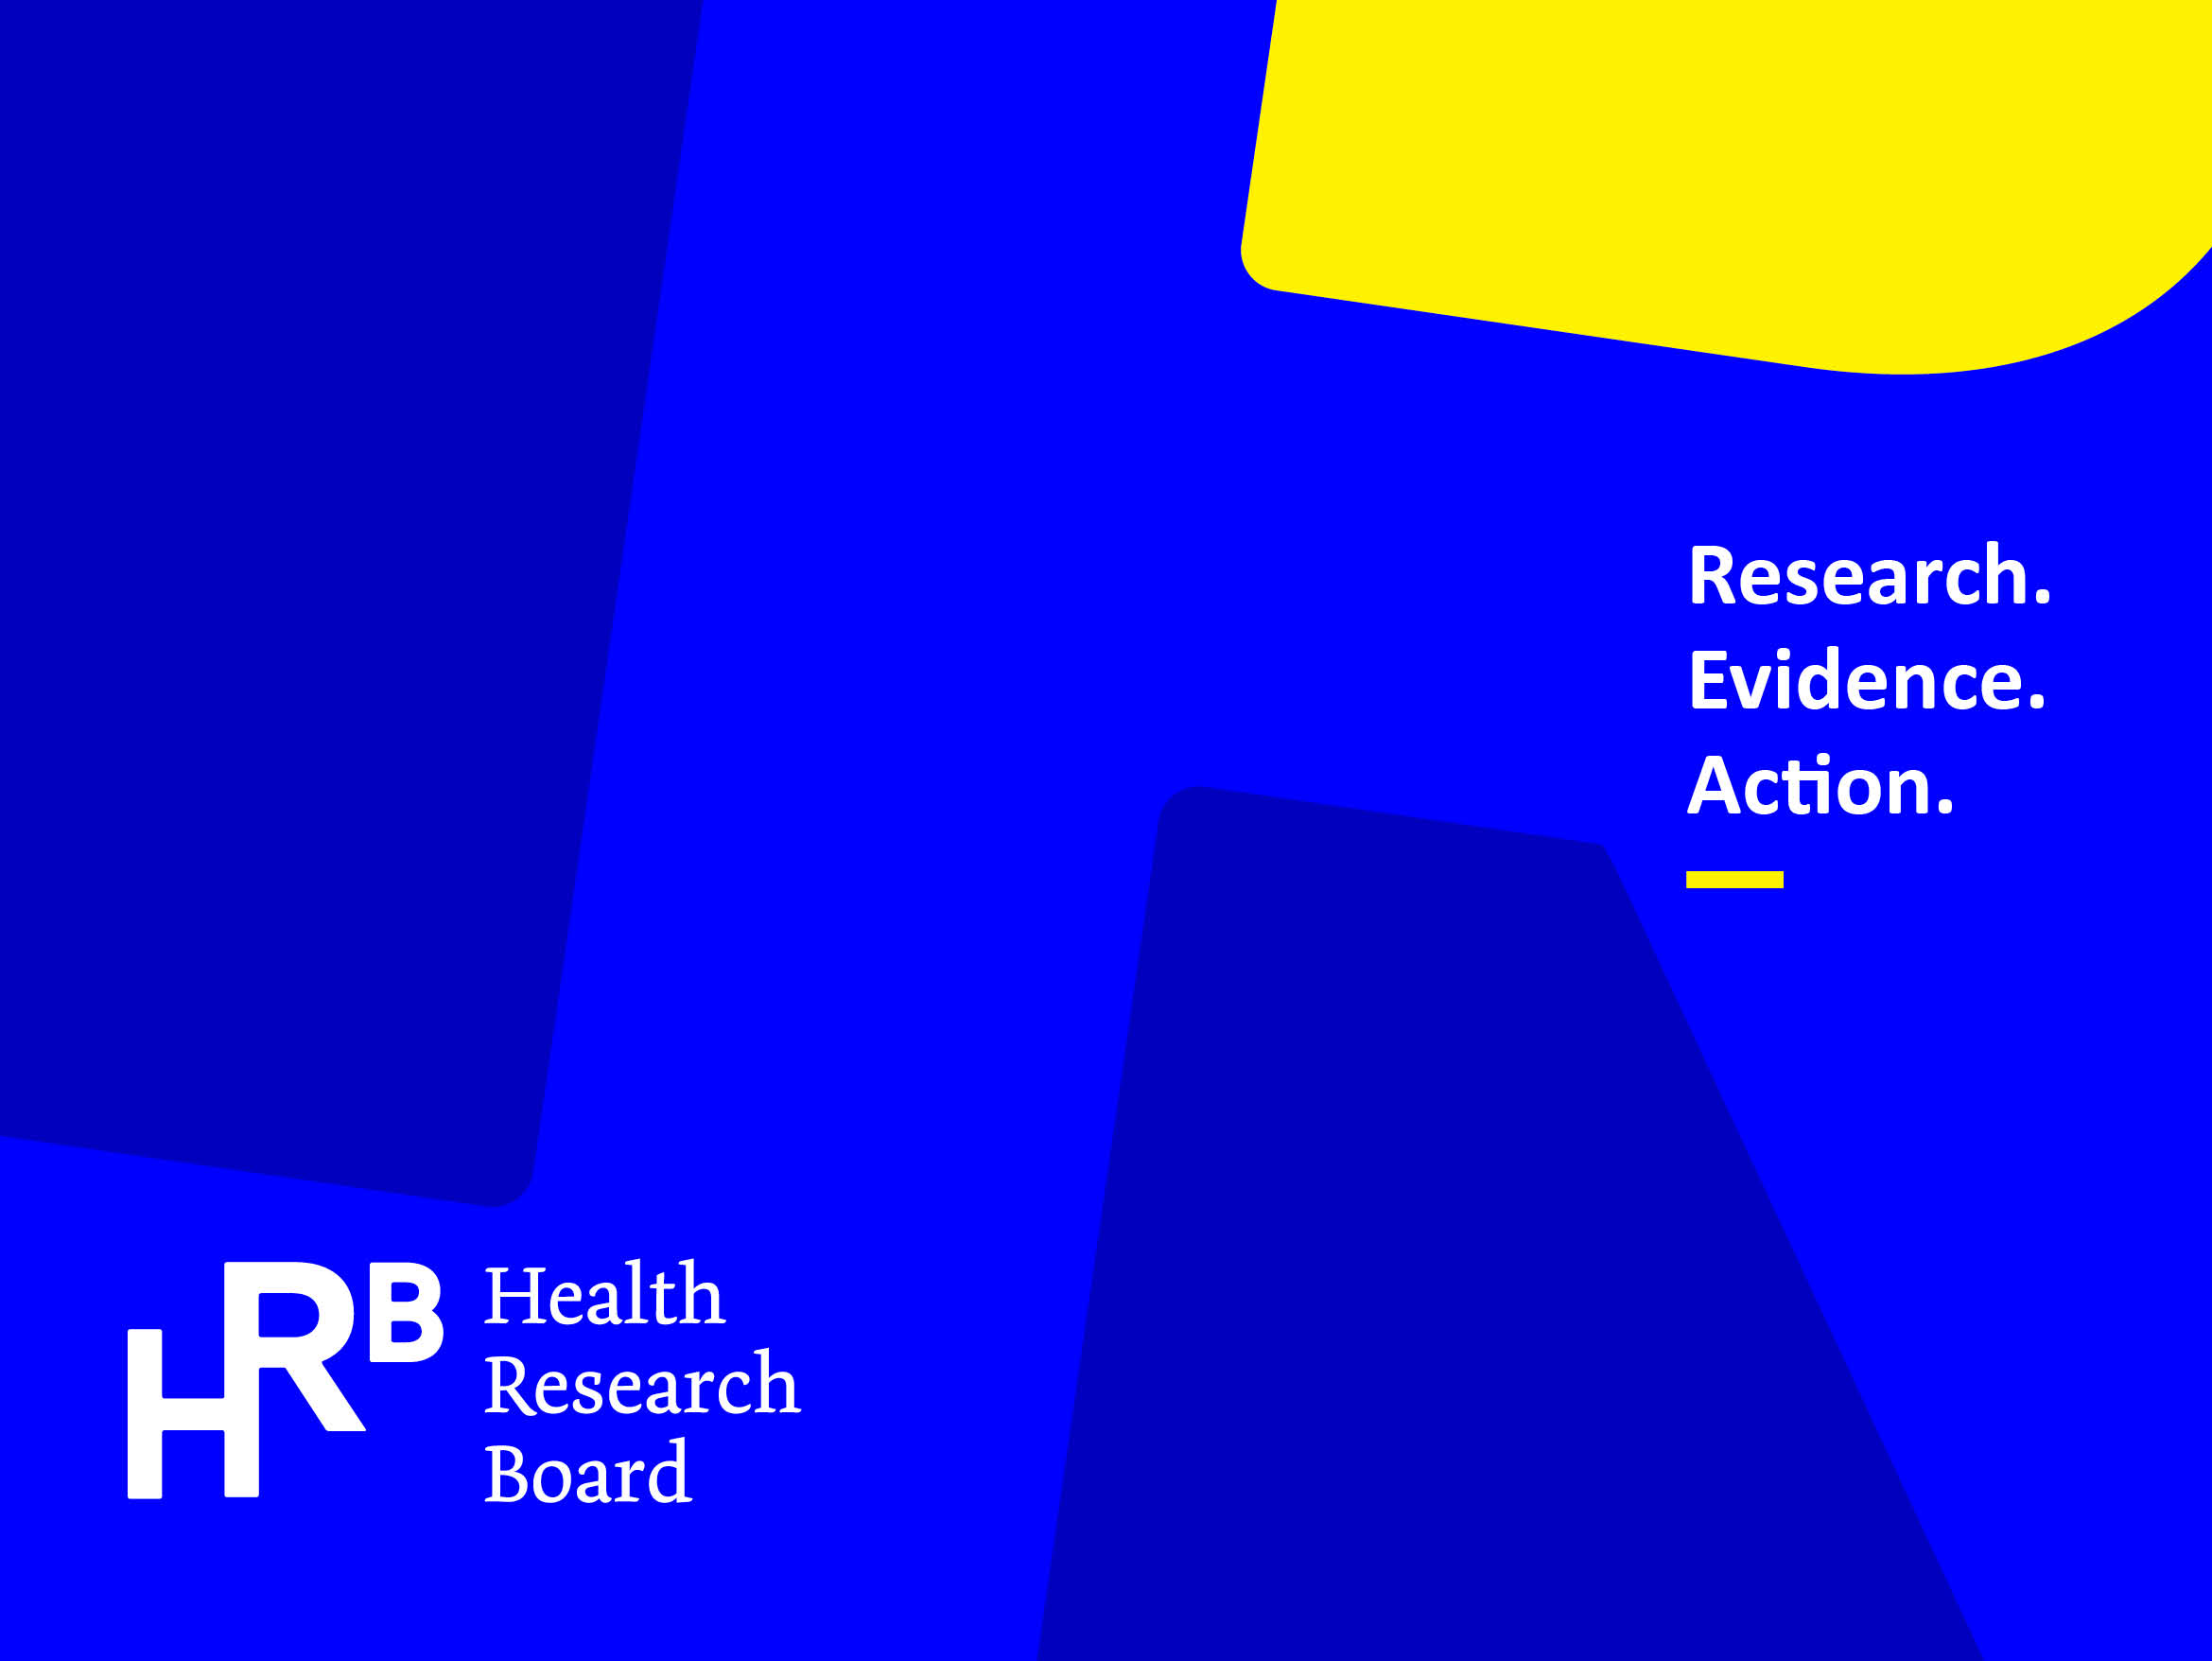 Research.
Evidence.
Action.
HRB
Health
Research
Board